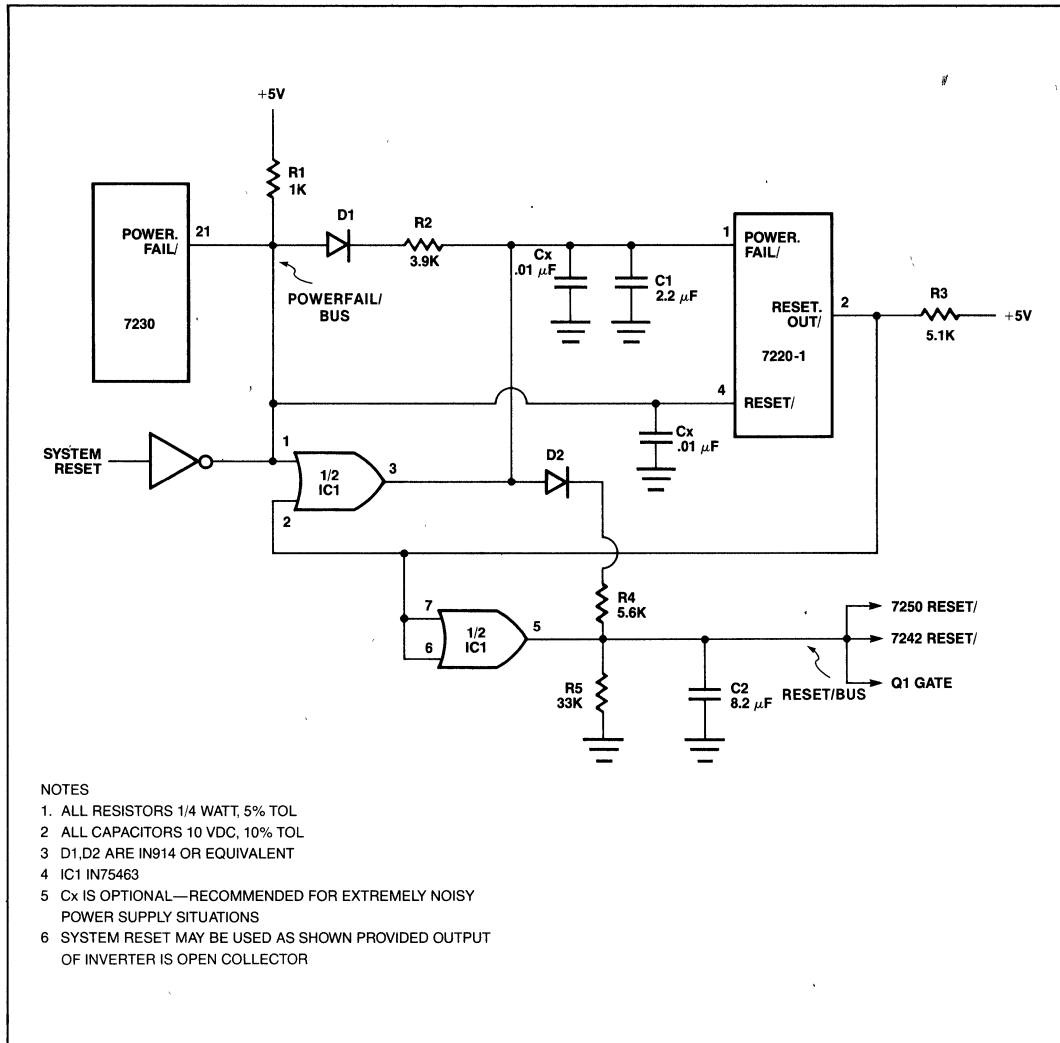 +5V
R1
1K
POWER.
FAIL/
21
7230
D1
R2
3.9K
POWERFAIL/
BUS
Cx
.01 μF
C1
2.2 μF
1
POWER.
FAIL/
RESET.
OUT/
2
7220-1
4
RESET/
R3
5.1K
+5V
Cx
.01 μF
SYSTEM
RESET
1
1/2
IC1
3
2
D2
R4
5.6K
7
1/2
IC1
5
6
R5
33K
C2
8.2 μF
RESET/BUS
7250 RESET/
7242 RESET/
Q1 GATE
NOTES
1. ALL RESISTORS 1/4 WATT, 5% TOL
2 ALL CAPACITORS 10 VDC, 10% TOL
3 D1,D2 ARE IN914 OR EQUIVALENT
4 IC1 IN75463
5 Cx IS OPTIONAL—RECOMMENDED FOR EXTREMELY NOISY
POWER SUPPLY SITUATIONS
6 SYSTEM RESET MAY BE USED AS SHOWN PROVIDED OUTPUT
OF INVERTER IS OPEN COLLECTOR